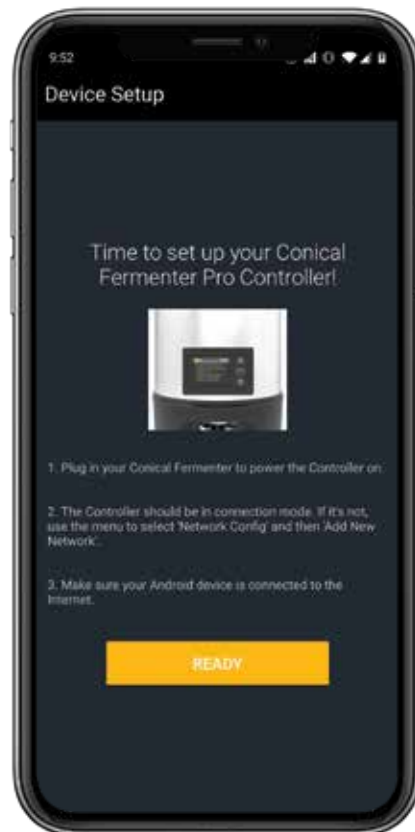 9:52
Device Setup
Time to set up your Conical
Fermenter Pro Controller!
1. Plug in your Conical Fermenter to power the Controller on.
2. The Controller should be in connection mode. If it's not,
use the menu to select 'Network Config' and then 'Add New
Network'.
3. Make sure your Android device is connected to the
Internet.
READY